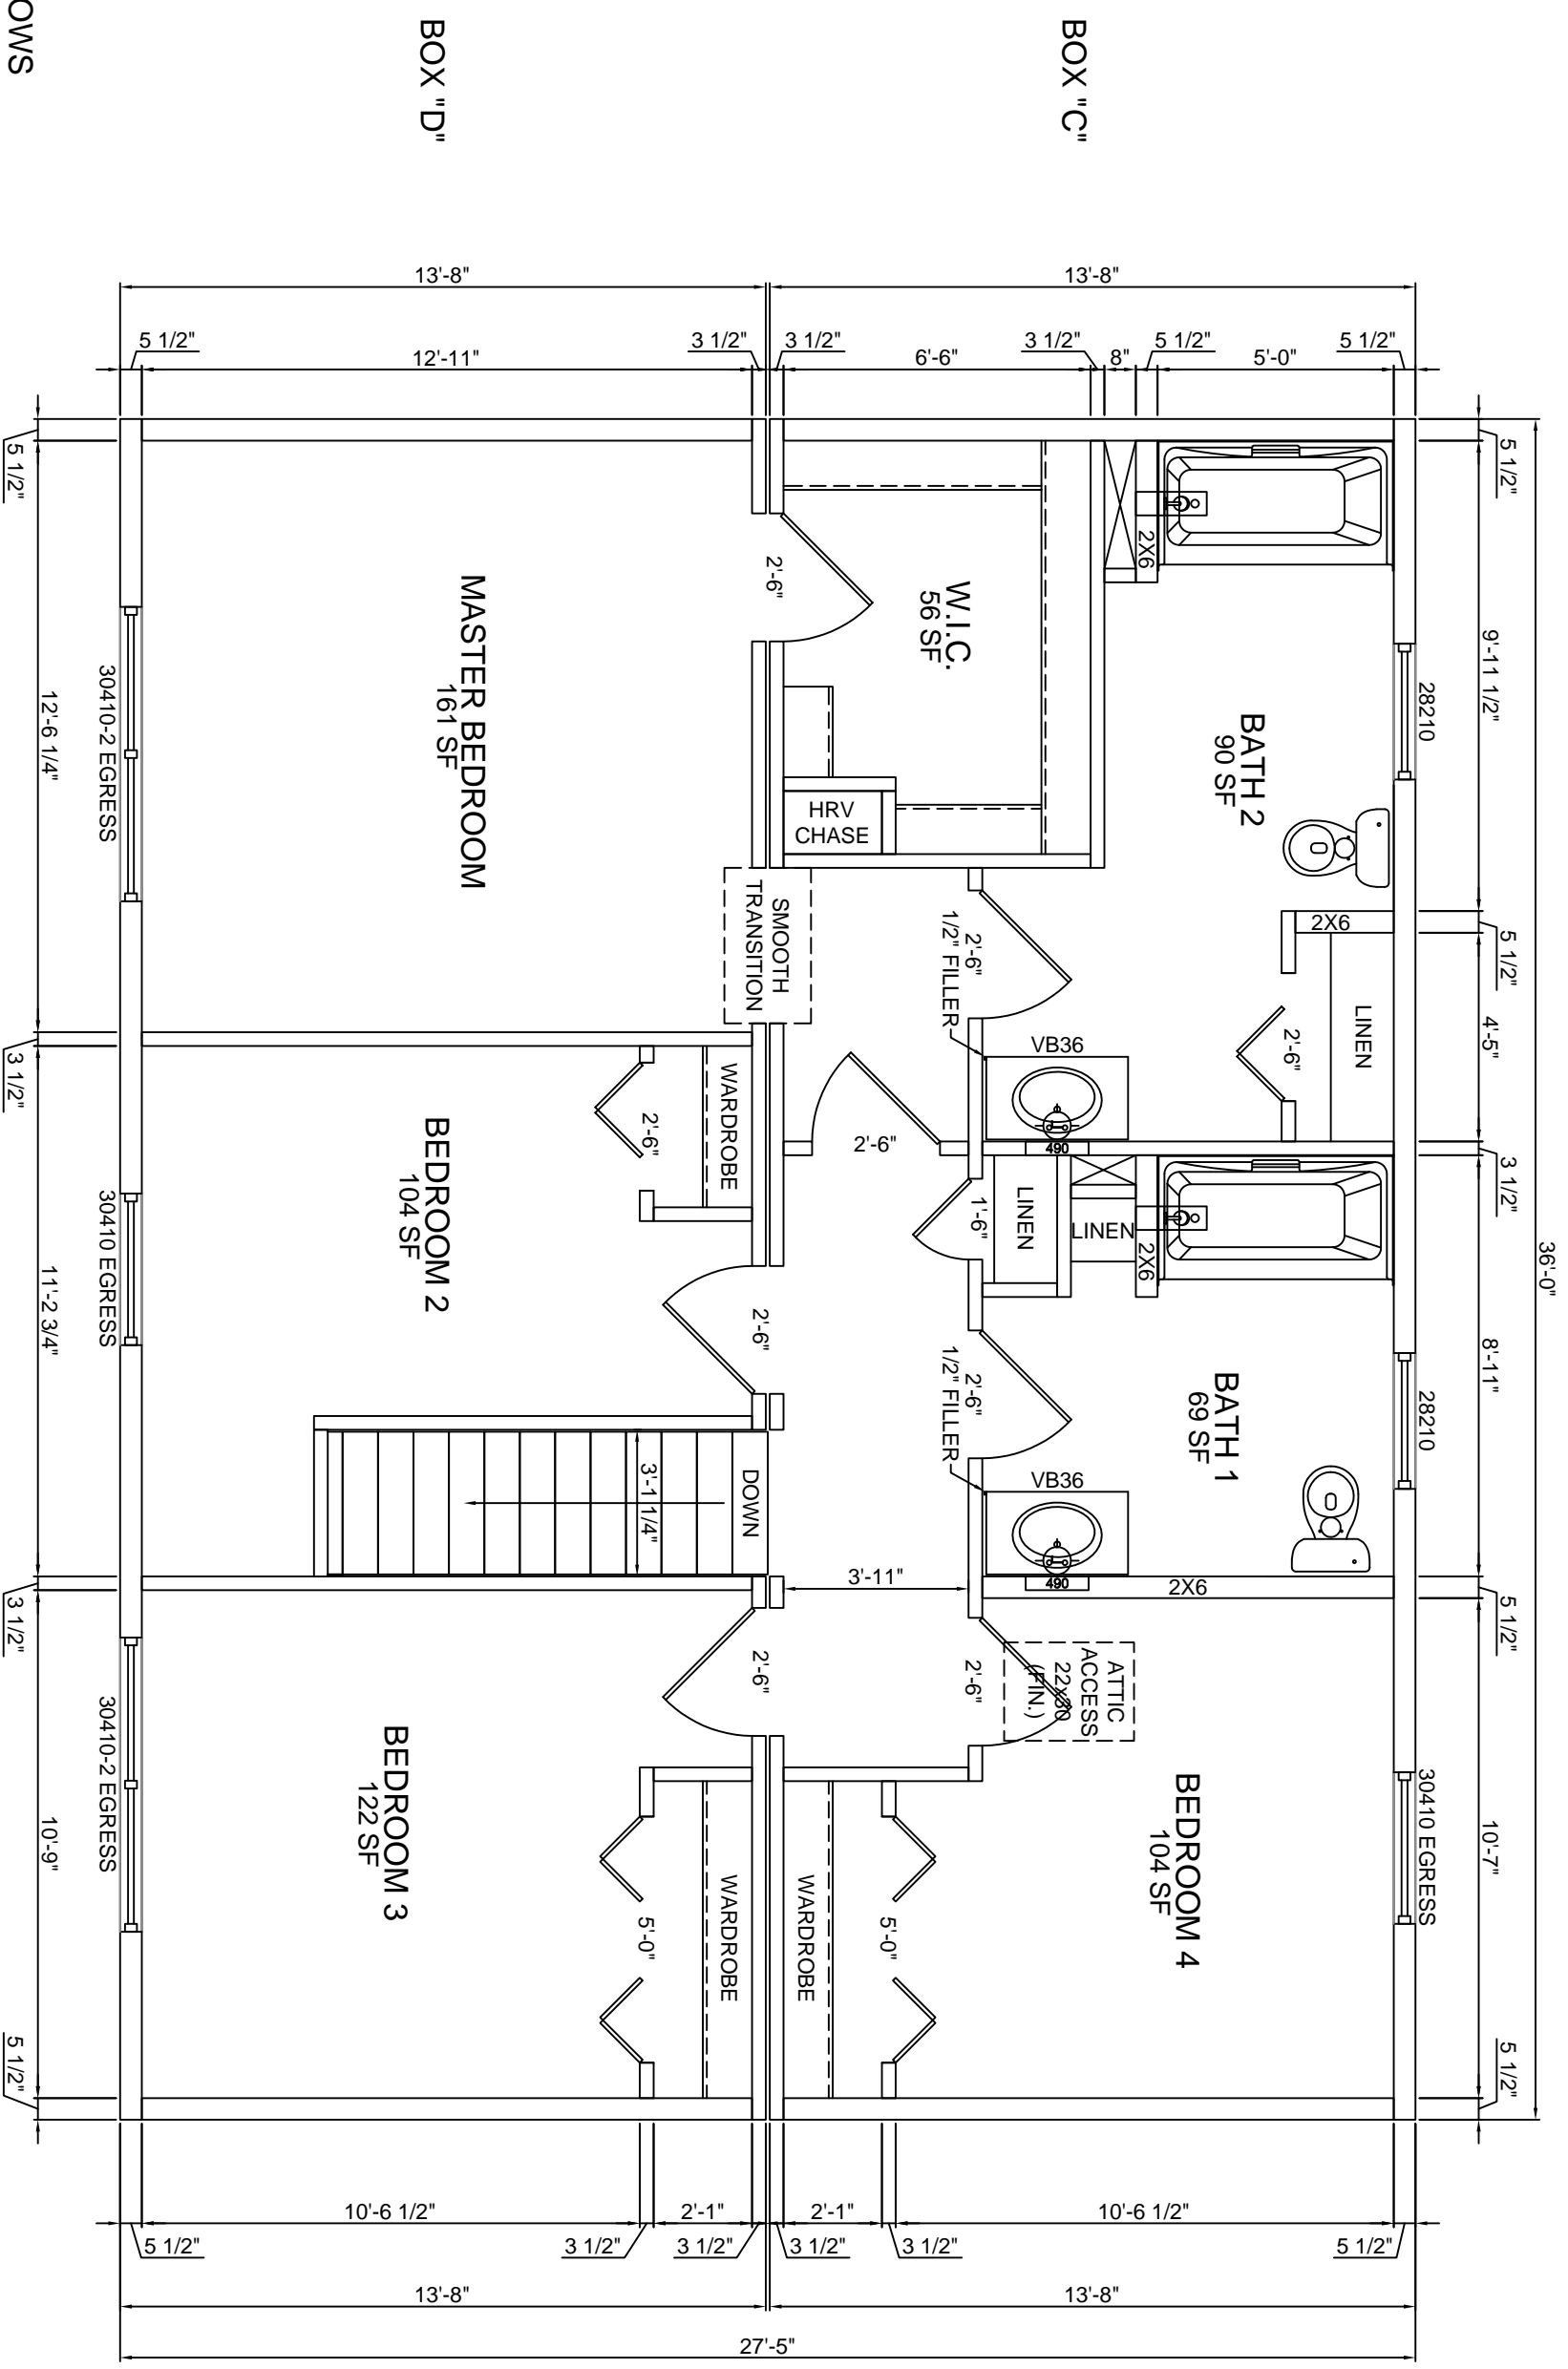 BOX "C"
BOX "D"
OWS
36'-0"
5 1/2"
9'-11 1/2"
5 1/2"
4'-5"
3 1/2"
8'-11"
5 1/2"
10'-7"
5 1/2"
28210
28210
30410 EGRESS
13'-8"
13'-8"
5 1/2"
12'-11"
3 1/2"
3 1/2"
6'-6"
3 1/2"
8"
5 1/2"
5'-0"
5 1/2"
2X6
BATH 2
90 SF
2X6
LINEN
2'-6"
W.I.C.
56 SF
2'-6"
HRV
CHASE
2'-6"
1/2" FILLER
VB36
490
2'-6"
SMOOTH
TRANSITION
LINEN
1'-6"
LINEN
2X6
BATH 1
69 SF
2'-6"
1/2" FILLER
VB36
490
2X6
3'-11"
ATTIC
ACCESS
22X30
(FIN.)
2'-6"
BEDROOM 4
104 SF
5'-0"
WARDROBE
MASTER BEDROOM
161 SF
WARDROBE
2'-6"
BEDROOM 2
104 SF
2'-6"
DOWN
3'-1 1/4"
2'-6"
WARDROBE
5'-0"
BEDROOM 3
122 SF
30410-2 EGRESS
30410 EGRESS
30410-2 EGRESS
5 1/2"
12'-6 1/4"
3 1/2"
11'-2 3/4"
3 1/2"
10'-9"
5 1/2"
10'-6 1/2"
2'-1"
2'-1"
10'-6 1/2"
5 1/2"
3 1/2"
3 1/2"
3 1/2"
3 1/2"
5 1/2"
13'-8"
13'-8"
27'-5"